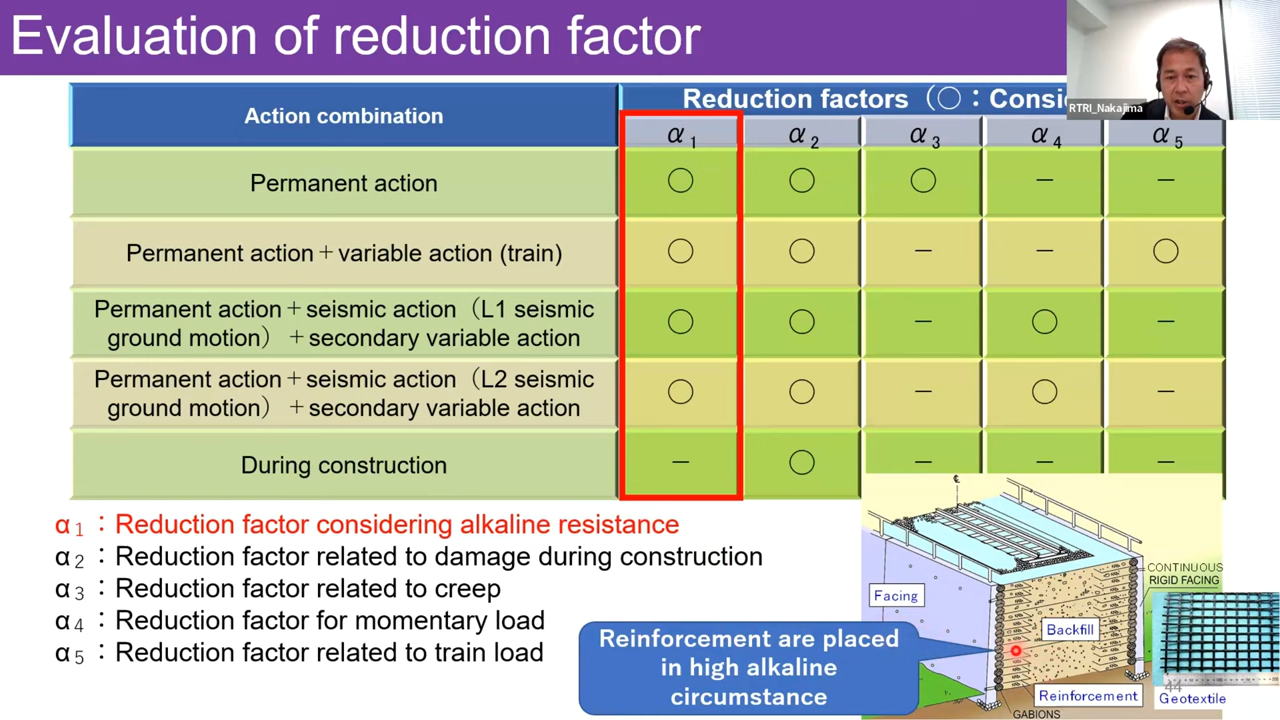 Evaluation of reduction factor
RTRI_Nakajima
Action combination
Reduction factors（○：Consi
α1 α2 α3 α4 α5
Permanent action ○ ○ ○ － －
Permanent action＋variable action (train) ○ ○ － － ○
Permanent action＋seismic action（L1 seismic
ground motion）＋secondary variable action ○ ○ － ○ －
Permanent action＋seismic action（L2 seismic
ground motion）＋secondary variable action ○ ○ － ○ －
During construction － ○ － － －
α1：Reduction factor considering alkaline resistance
α2：Reduction factor related to damage during construction
α3：Reduction factor related to creep
α4：Reduction factor for momentary load
α5：Reduction factor related to train load
Reinforcement are placed
in high alkaline
circumstance
Facing
Backfill
Reinforcement
GABIONS
CONTINUOUS
RIGID FACING
Geotextile
44